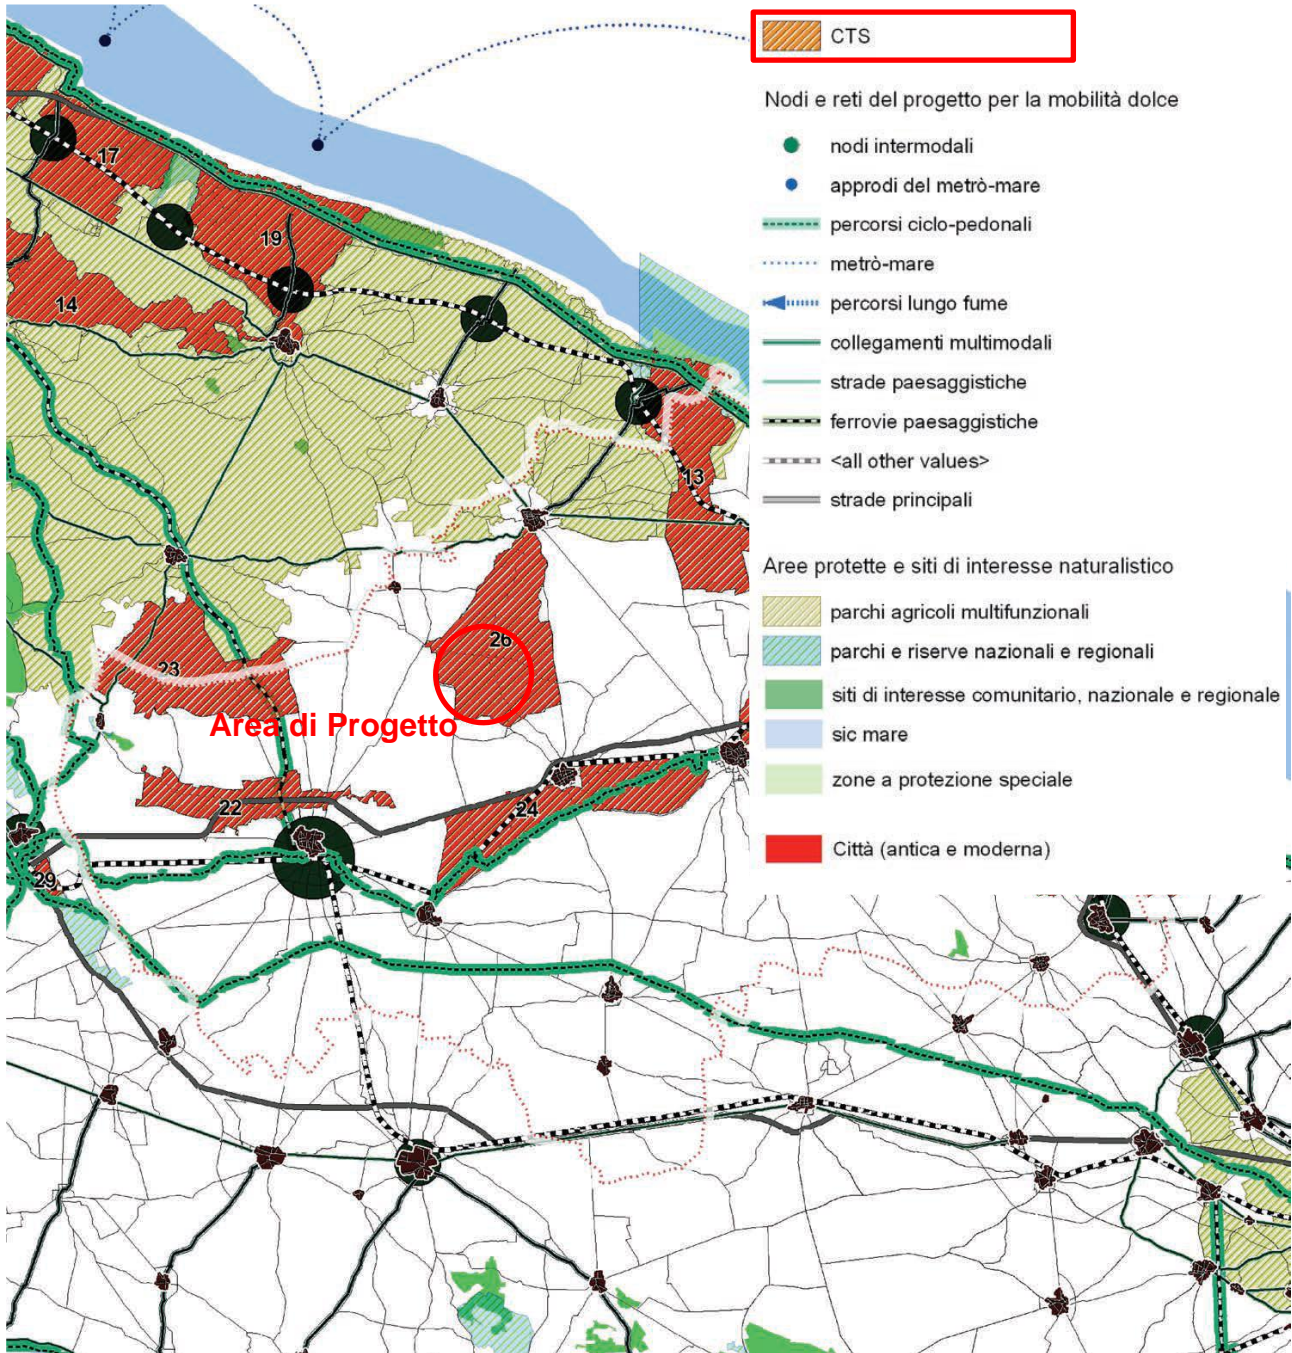 CTS
Nodi e reti del progetto per la mobilità dolce
nodi intermodali
approdi del metrò-mare
percorsi ciclo-pedonali
metrò-mare
percorsi lungo fume
collegamenti multimodali
strade paesaggistiche
ferrovie paesaggistiche
<all other values>
strade principali
Aree protette e siti di interesse naturalistico
parchi agricoli multifunzionali
parchi e riserve nazionali e regionali
siti di interesse comunitario, nazionale e regionale
sic mare
zone a protezione speciale
Città (antica e moderna)
17
19
14
13
26
23
Area di Progetto
22
24
29